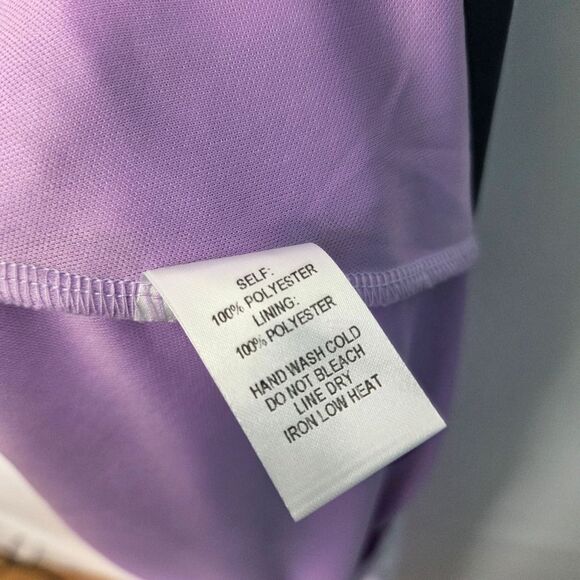 SELF:
100% POLYESTER
LINING:
100% POLYESTER
HAND WASH COLD
DO NOT BLEACH
LINE DRY
IRON LOW HEAT